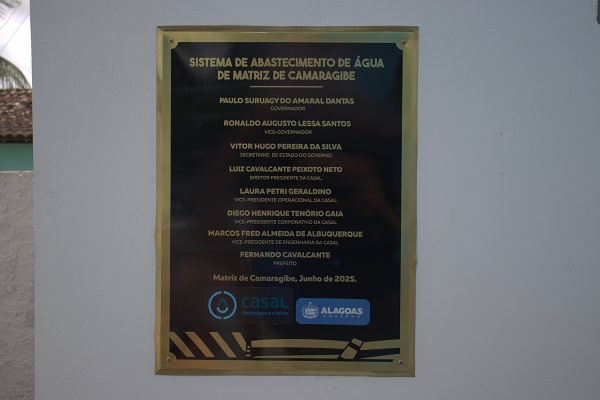 SISTEMA DE ABASTECIMENTO DE ÁGUA
DE MATRIZ DE CAMARAGIBE
PAULO SURUAGY DO AMARAL DANTAS
GOVERNADOR
RONALDO AUGUSTO LESSA SANTOS
VICE-GOVERNADOR
VITOR HUGO PEREIRA DA SILVA
SECRETÁRIO DE ESTADO DO GOVERNO
LUIZ CAVALCANTE PEIXOTO NETO
DIRETOR PRESIDENTE DA CASAL
LAURA PETRI GERALDINO
VICE-PRESIDENTE OPERACIONAL DA CASAL
DIEGO HENRIQUE TENÓRIO GAIA
VICE-PRESIDENTE CORPORATIVO DA CASAL
MARCOS FRED ALMEIDA DE ALBUQUERQUE
VICE-PRESIDENTE DE ENGENHARIA DA CASAL
FERNANDO CAVALCANTE
PREFEITO
Matriz de Camaragibe, Junho de 2025.
CASAL
Nossa água é o futuro
ALAGOAS
GOVERNO